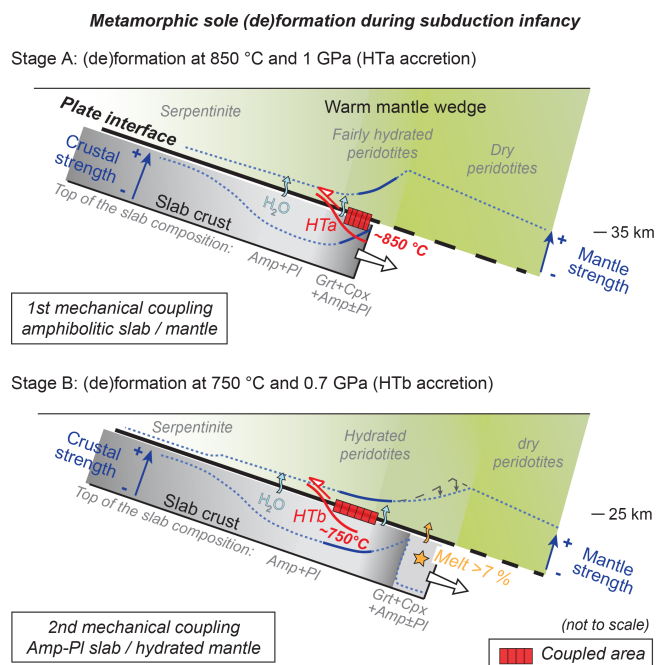 Metamorphic sole (de)formation during subduction infancy
Stage A: (de)formation at 850 °C and 1 GPa (HTa accretion)
Serpentinite
Warm mantle wedge
Plate interface
Fairly hydrated
peridotites
Dry
peridotites
Crustal
strength
+
-
H₂O
HTa
~850 °C
Slab crust
Top of the slab composition:
Amp+Pl
Grt+Cpx
+Amp±Pl
35 km
+
-
Mantle
strength
1st mechanical coupling
amphibolitic slab / mantle
Stage B: (de)formation at 750 °C and 0.7 GPa (HTb accretion)
Serpentinite
Hydrated
peridotites
dry
peridotites
Crustal
strength
+
-
H₂O
HTb
~750°C
Slab crust
Top of the slab composition:
Amp+Pl
Melt >7 %
Grt+Cpx
+Amp±Pl
25 km
+
-
Mantle
strength
2nd mechanical coupling
Amp-Pl slab / hydrated mantle
(not to scale)
Coupled area